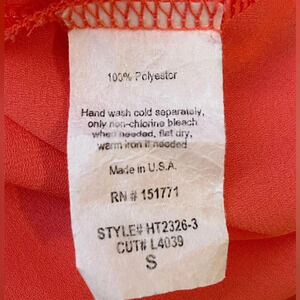 100% Polyester
Hand wash cold separately,
only non-chlorine bleach
when needed, flat dry,
warm iron if needed
Made in U.S.A.
RN # 151771
STYLE# HT2326-3
CUT# L4039
S